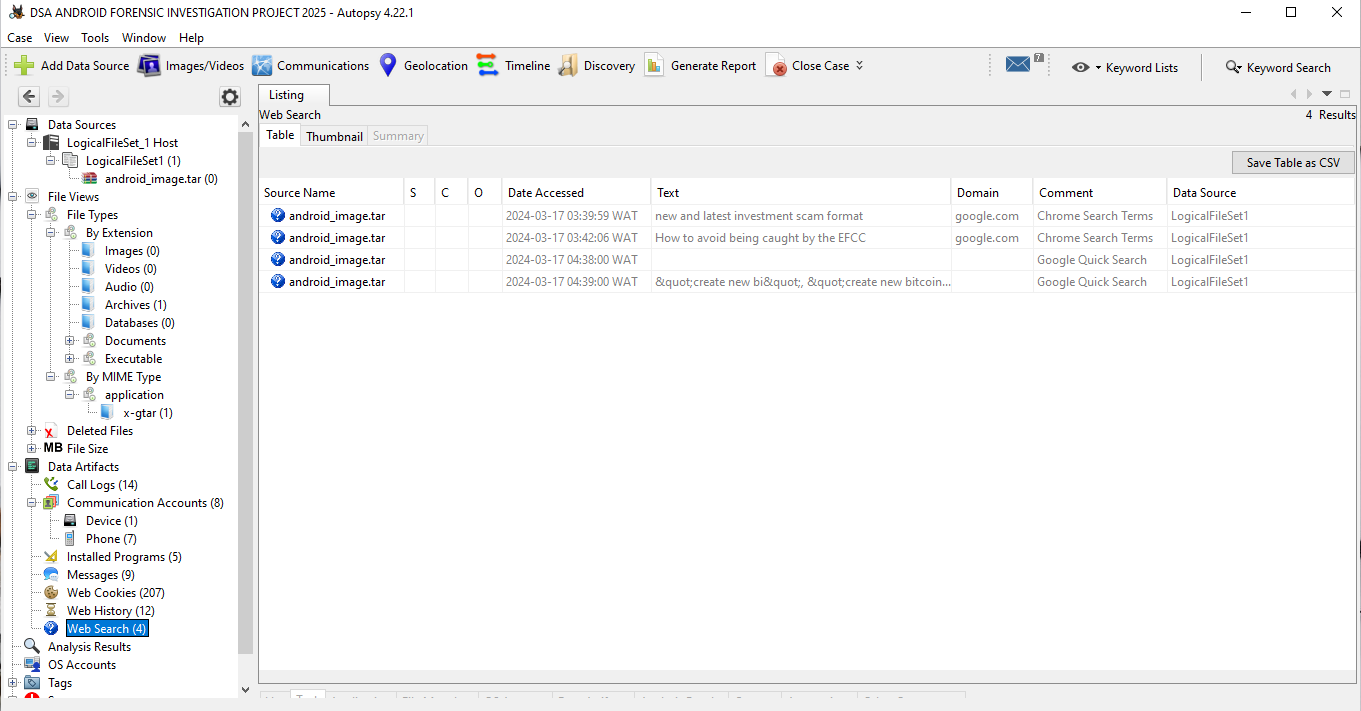 DSA ANDROID FORENSIC INVESTIGATION PROJECT 2025 - Autopsy 4.22.1
Case View Tools Window Help
Add Data Source Images/Videos Communications Geolocation Timeline Discovery Generate Report Close Case 7 Keyword Lists Keyword Search
Listing
Web Search 4 Results
Table Thumbnail Summary
Save Table as CSV
Source Name S C O Date Accessed Text Domain Comment Data Source
android_image.tar 2024-03-17 03:39:59 WAT new and latest investment scam format google.com Chrome Search Terms LogicalFileSet1
android_image.tar 2024-03-17 03:42:06 WAT How to avoid being caught by the EFCC google.com Chrome Search Terms LogicalFileSet1
android_image.tar 2024-03-17 04:38:00 WAT Google Quick Search LogicalFileSet1
android_image.tar 2024-03-17 04:39:00 WAT &quot;create new bi&quot;, &quot;create new bitcoin... Google Quick Search LogicalFileSet1
Data Sources
LogicalFileSet_1 Host
LogicalFileSet1 (1)
android_image.tar (0)
File Views
File Types
By Extension
Images (0)
Videos (0)
Audio (0)
Archives (1)
Databases (0)
Documents
Executable
By MIME Type
application
x-gtar (1)
Deleted Files
MB File Size
Data Artifacts
Call Logs (14)
Communication Accounts (8)
Device (1)
Phone (7)
Installed Programs (5)
Messages (9)
Web Cookies (207)
Web History (12)
Web Search (4)
Analysis Results
OS Accounts
Tags